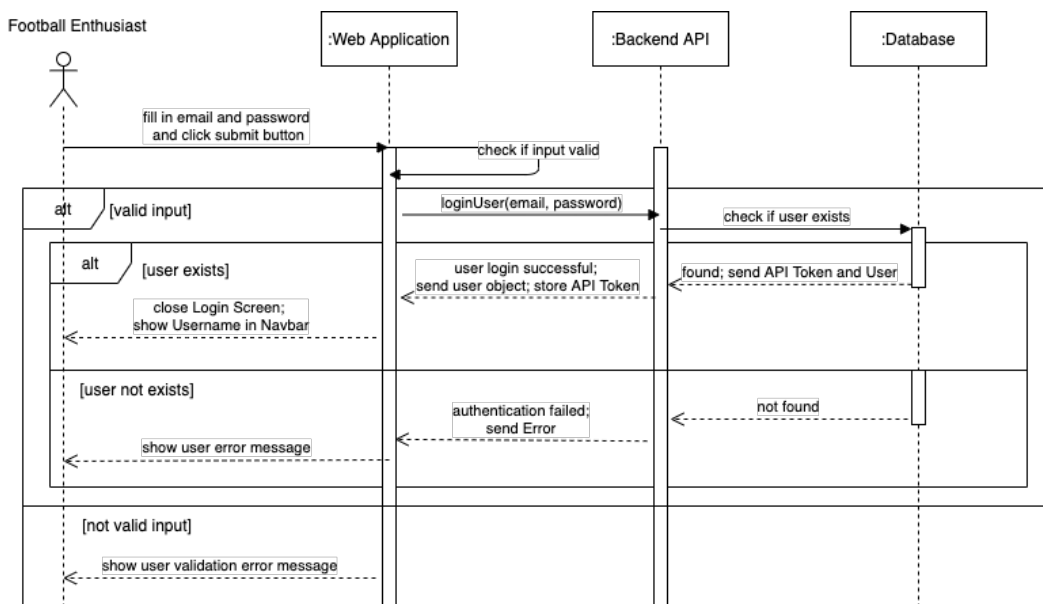 Football Enthusiast
:Web Application
:Backend API
:Database
fill in email and password
and click submit button
check if input valid
alt
[valid input]
loginUser(email, password)
check if user exists
alt
[user exists]
user login successful;
send user object; store API Token
found; send API Token and User
close Login Screen;
show Username in Navbar
[user not exists]
not found
authentication failed;
send Error
show user error message
[not valid input]
show user validation error message